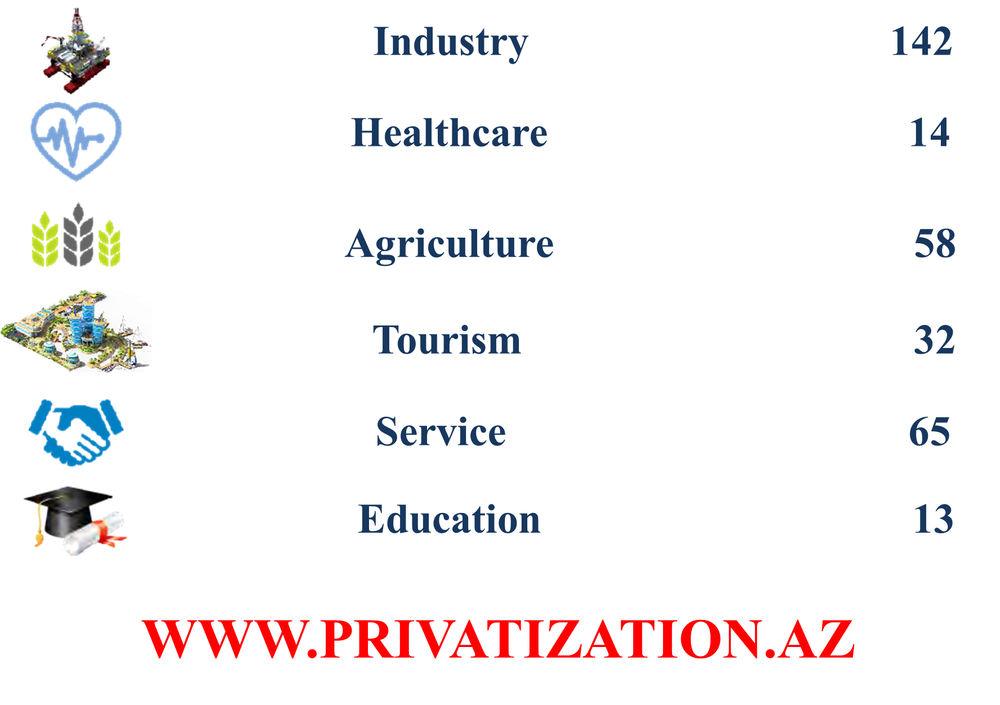 Industry 142
Healthcare 14
Agriculture 58
Tourism 32
Service 65
Education 13
WWW.PRIVATIZATION.AZ